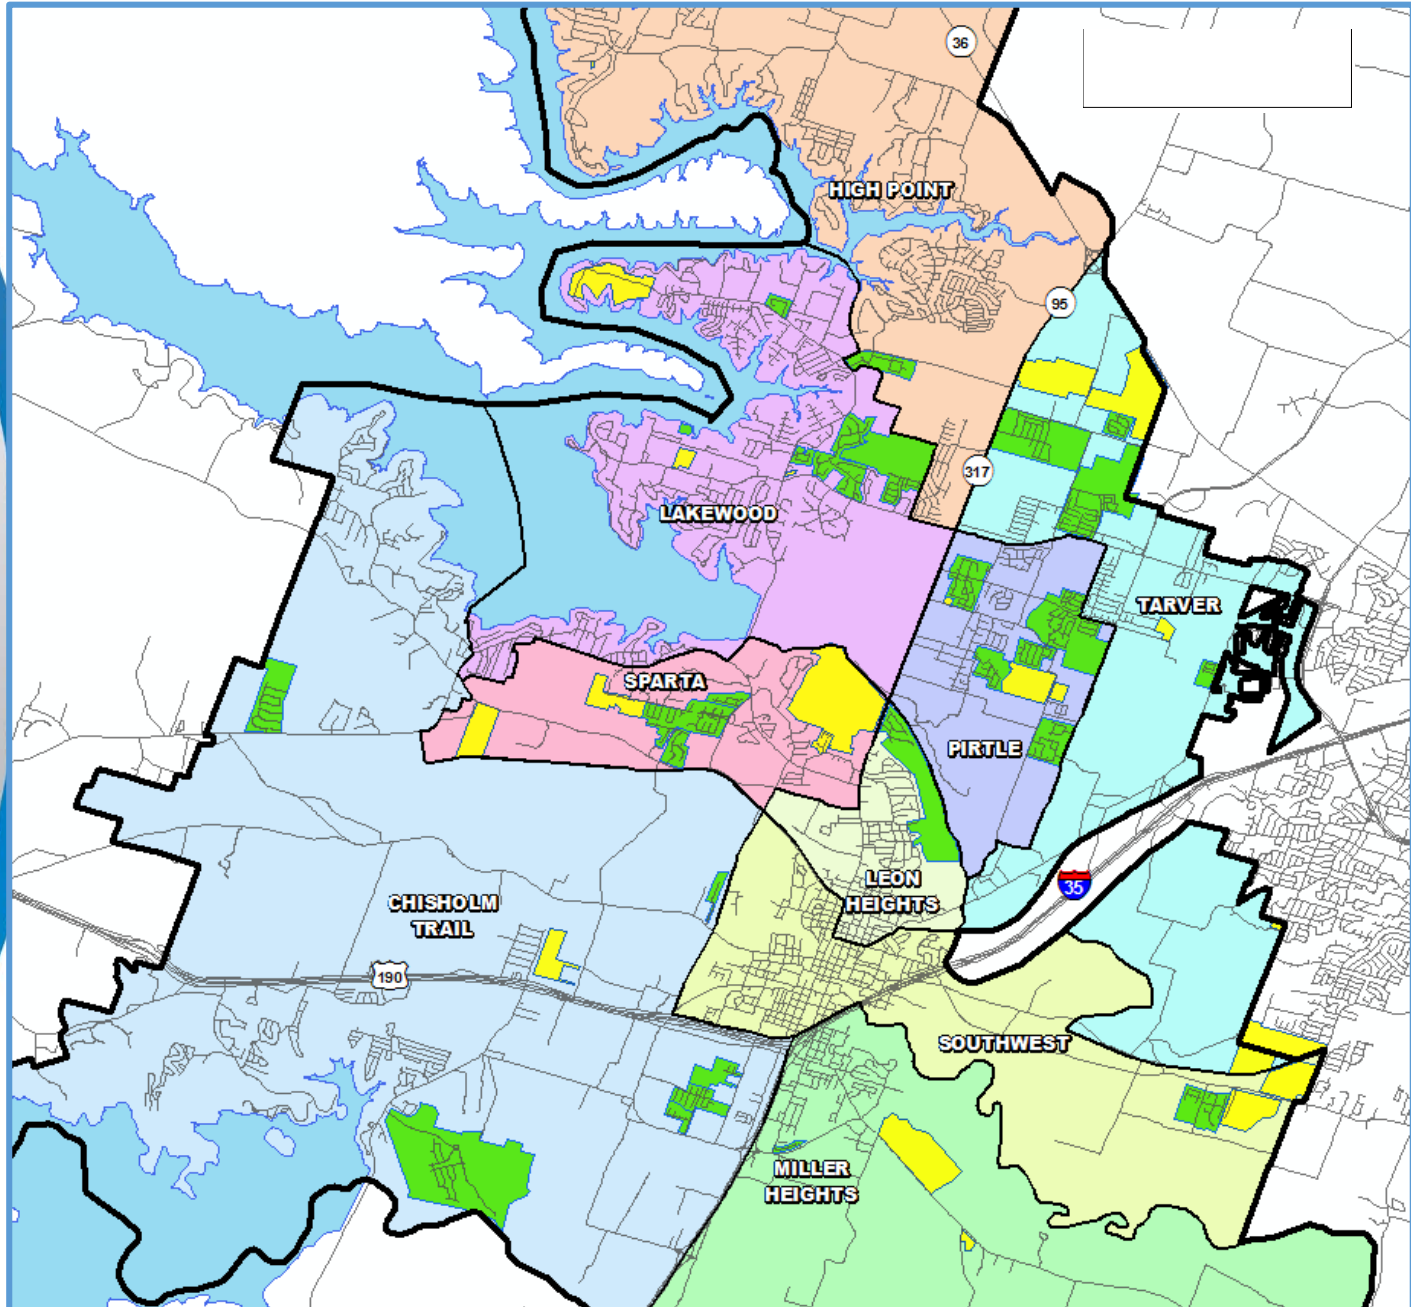 36
HIGH POINT
95
317
LAKEWOOD
TARVER
SPARTA
PIRTLE
LEON
HEIGHTS
35
CHISHOLM
TRAIL
190
SOUTHWEST
MILLER
HEIGHTS